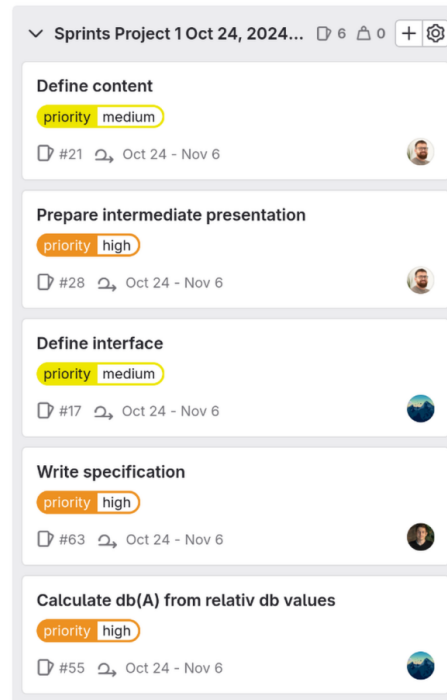 Sprints Project 1 Oct 24, 2024... 6 0
Define content
priority medium
#21 Oct 24 - Nov 6
Prepare intermediate presentation
priority high
#28 Oct 24 - Nov 6
Define interface
priority medium
#17 Oct 24 - Nov 6
Write specification
priority high
#63 Oct 24 - Nov 6
Calculate db(A) from relativ db values
priority high
#55 Oct 24 - Nov 6